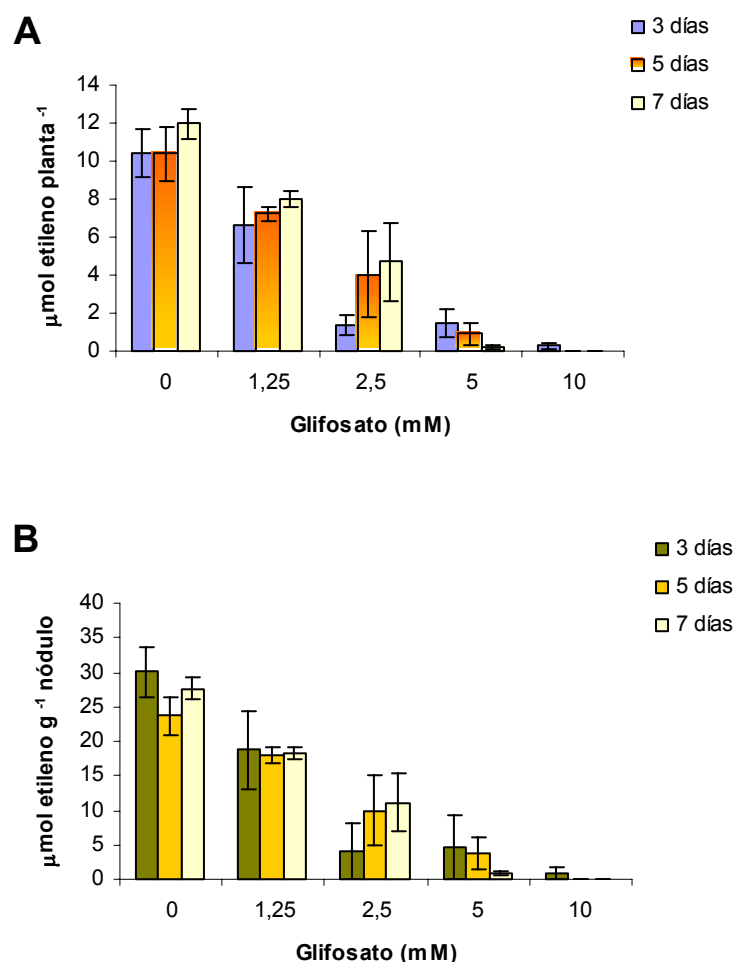 A
3 días
5 días
7 días
14
12
10
8
6
4
2
0
μmol etileno planta -1
0 1,25 2,5 5 10
Glifosato (mM)
B
3 días
5 días
7 días
40
35
30
25
20
15
10
5
0
μmol etileno g -1 nódulo
0 1,25 2,5 5 10
Glifosato (mM)